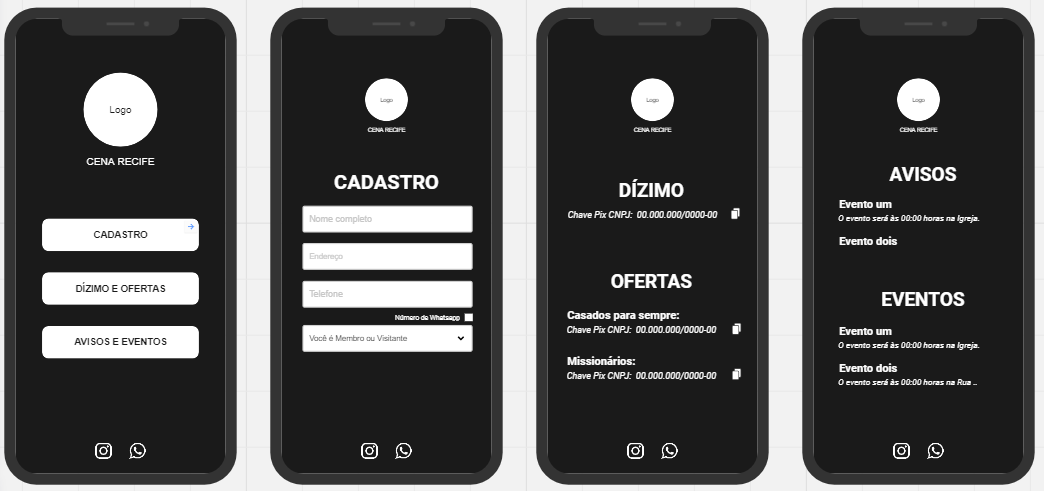 Logo
CENA RECIFE
CADASTRO
DÍZIMO E OFERTAS
AVISOS E EVENTOS
Logo
CENA RECIFE
CADASTRO
Nome completo
Endereço
Telefone
Número de Whatsapp
Você é Membro ou Visitante
Logo
CENA RECIFE
DÍZIMO
Chave Pix CNPJ: 00.000.000/0000-00
OFERTAS
Casados para sempre:
Chave Pix CNPJ: 00.000.000/0000-00
Missionários:
Chave Pix CNPJ: 00.000.000/0000-00
Logo
CENA RECIFE
AVISOS
Evento um
O evento será às 00:00 horas na Igreja.
Evento dois
EVENTOS
Evento um
O evento será às 00:00 horas na Igreja.
Evento dois
O evento será às 00:00 horas na Rua ..